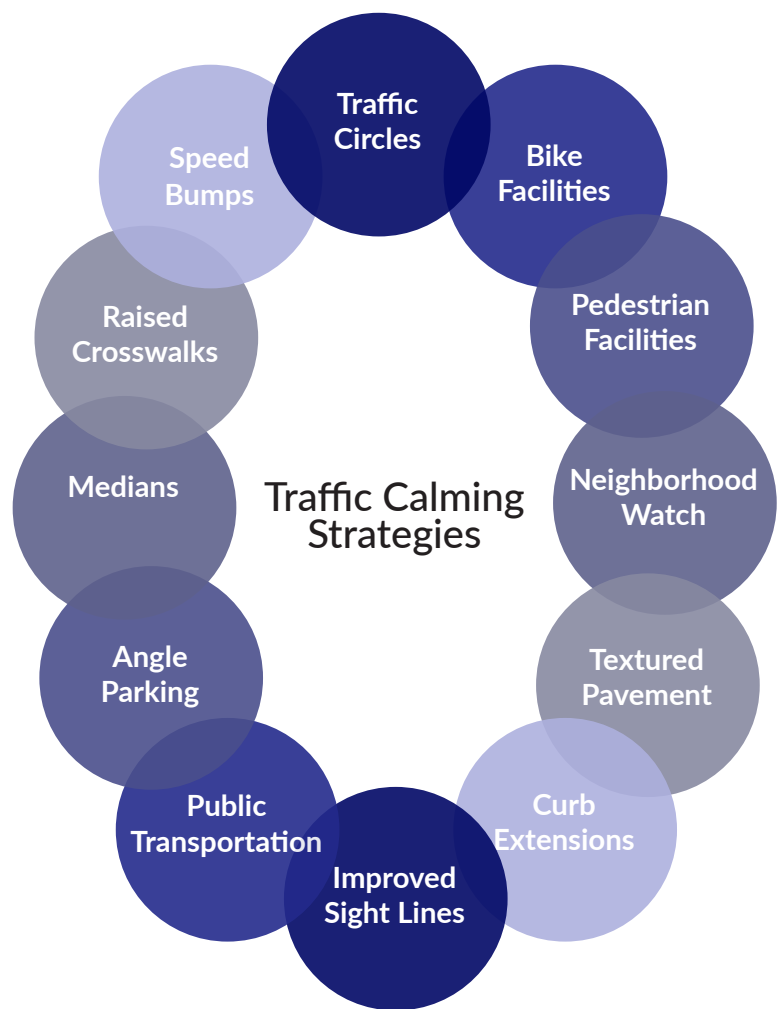 Traffic
Circles
Bike
Facilities
Pedestrian
Facilities
Neighborhood
Watch
Textured
Pavement
Curb
Extensions
Improved
Sight Lines
Public
Transportation
Angle
Parking
Medians
Raised
Crosswalks
Speed
Bumps
Traffic Calming
Strategies